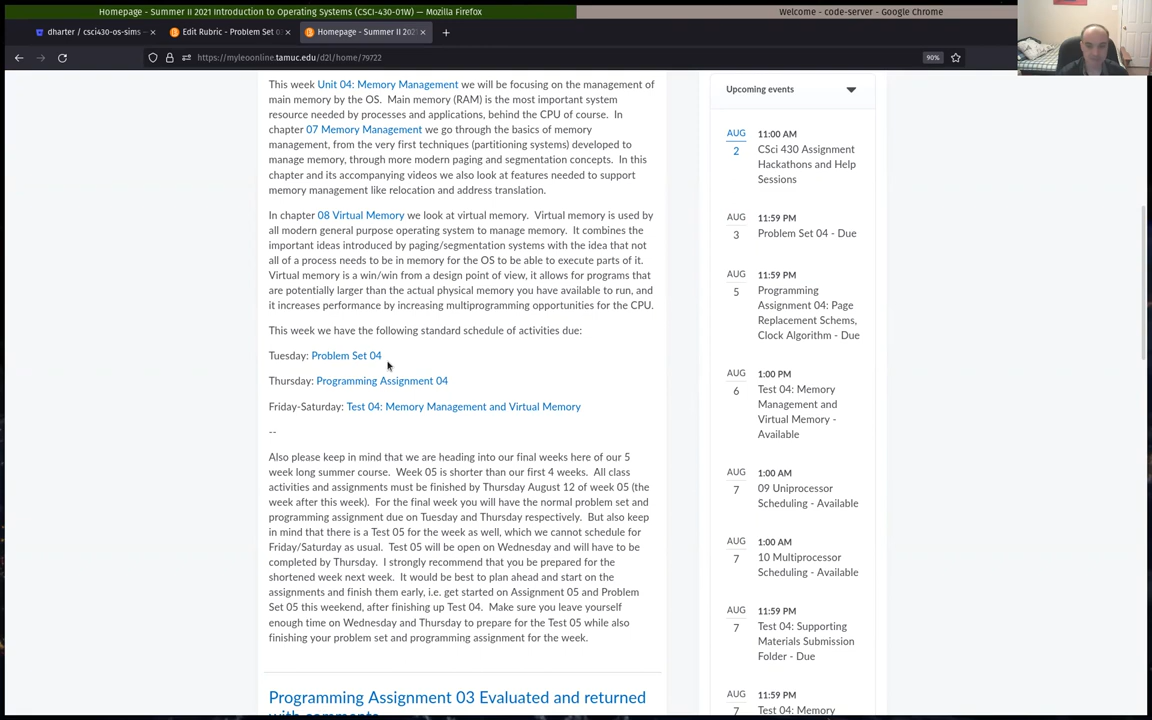 Homepage - Summer II 2021 Introduction to Operating Systems (CSCI-430-01W) — Mozilla Firefox
Welcome - code-server - Google Chrome
dharter / csci430-os-sims
Edit Rubric - Problem Set 0
Homepage - Summer II 202
https://myleoonline.tamuc.edu/d2l/home/79722
90%
This week Unit 04: Memory Management we will be focusing on the management of
main memory by the OS. Main memory (RAM) is the most important system
resource needed by processes and applications, behind the CPU of course. In
chapter 07 Memory Management we go through the basics of memory
management, from the very first techniques (partitioning systems) developed to
manage memory, through more modern paging and segmentation concepts. In this
chapter and its accompanying videos we also look at features needed to support
memory management like relocation and address translation.
In chapter 08 Virtual Memory we look at virtual memory. Virtual memory is used by
all modern general purpose operating system to manage memory. It combines the
important ideas introduced by paging/segmentation systems with the idea that not
all of a process needs to be in memory for the OS to be able to execute parts of it.
Virtual memory is a win/win from a design point of view, it allows for programs that
are potentially larger than the actual physical memory you have available to run, and
it increases performance by increasing multiprogramming opportunities for the CPU.
This week we have the following standard schedule of activities due:
Tuesday: Problem Set 04
Thursday: Programming Assignment 04
Friday-Saturday: Test 04: Memory Management and Virtual Memory
--
Also please keep in mind that we are heading into our final weeks here of our 5
week long summer course. Week 05 is shorter than our first 4 weeks. All class
activities and assignments must be finished by Thursday August 12 of week 05 (the
week after this week). For the final week you will have the normal problem set and
programming assignment due on Tuesday and Thursday respectively. But also keep
in mind that there is a Test 05 for the week as well, which we cannot schedule for
Friday/Saturday as usual. Test 05 will be open on Wednesday and will have to be
completed by Thursday. I strongly recommend that you be prepared for the
shortened week next week. It would be best to plan ahead and start on the
assignments and finish them early, i.e. get started on Assignment 05 and Problem
Set 05 this weekend, after finishing up Test 04. Make sure you leave yourself
enough time on Wednesday and Thursday to prepare for the Test 05 while also
finishing your problem set and programming assignment for the week.
Programming Assignment 03 Evaluated and returned
with comments
Upcoming events
AUG
2
11:00 AM
CSci 430 Assignment
Hackathons and Help
Sessions
AUG
3
11:59 PM
Problem Set 04 - Due
AUG
5
11:59 PM
Programming
Assignment 04: Page
Replacement Schems,
Clock Algorithm - Due
AUG
6
1:00 PM
Test 04: Memory
Management and
Virtual Memory -
Available
AUG
7
1:00 AM
09 Uniprocessor
Scheduling - Available
AUG
7
1:00 AM
10 Multiprocessor
Scheduling - Available
AUG
7
11:59 PM
Test 04: Supporting
Materials Submission
Folder - Due
AUG
7
11:59 PM
Test 04: Memory